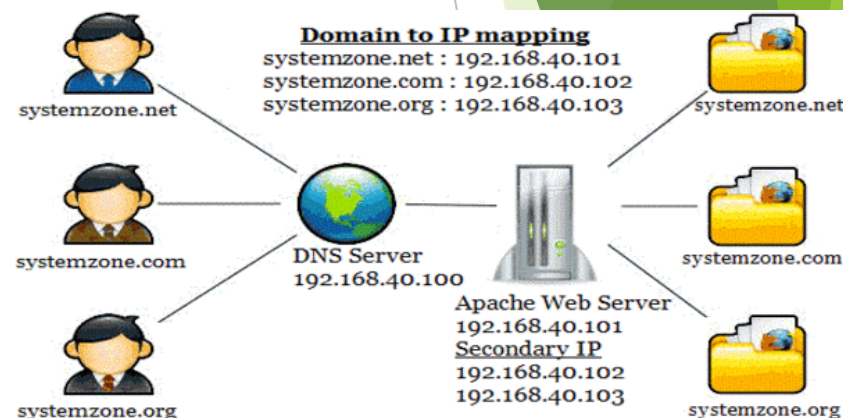 Domain to IP mapping
systemzone.net : 192.168.40.101
systemzone.com : 192.168.40.102
systemzone.org : 192.168.40.103
systemzone.net
systemzone.net
systemzone.com
DNS Server
192.168.40.100
systemzone.com
Apache Web Server
192.168.40.101
Secondary IP
192.168.40.102
192.168.40.103
systemzone.org
systemzone.org